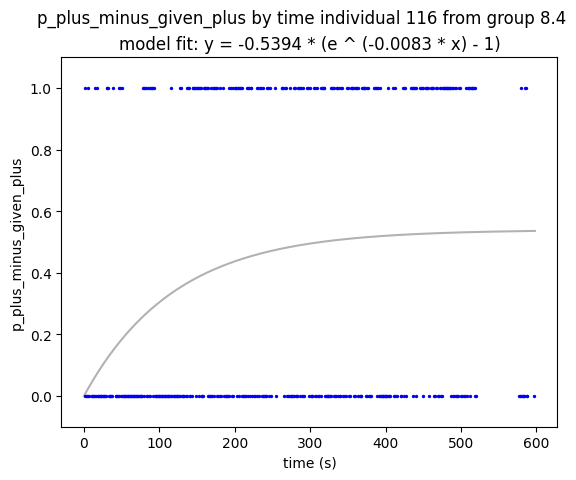 p_plus_minus_given_plus by time individual 116 from group 8.4
model fit: y = -0.5394 * (e ^ (-0.0083 * x) - 1)
1.0
0.8
0.6
0.4
0.2
0.0
p_plus_minus_given_plus
0 100 200 300 400 500 600
time (s)